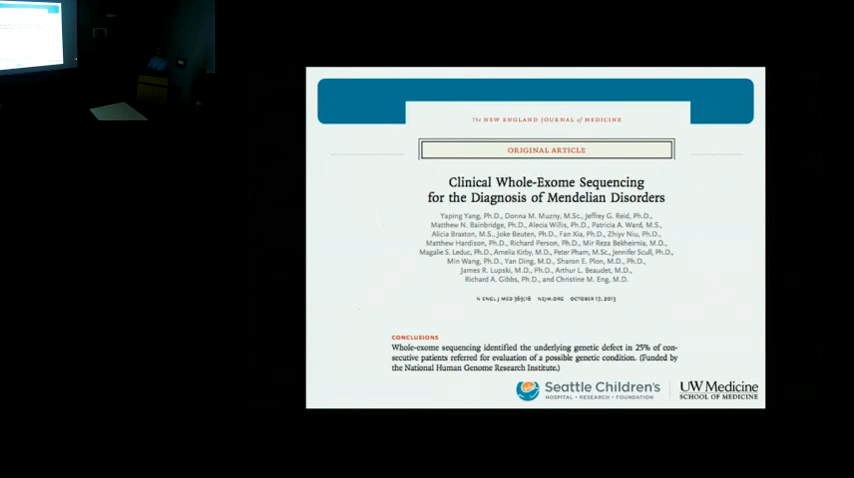 The NEW ENGLAND JOURNAL of MEDICINE
ORIGINAL ARTICLE
Clinical Whole-Exome Sequencing
for the Diagnosis of Mendelian Disorders
Yaping Yang, Ph.D., Donna M. Muzny, M.Sc., Jeffrey G. Reid, Ph.D.,
Matthew N. Bainbridge, Ph.D., Alecia Willis, Ph.D., Patricia A. Ward, M.S.,
Alicia Braxton, M.S., Joke Beuten, Ph.D., Fan Xia, Ph.D., Zhiyv Niu, Ph.D.,
Matthew Hardison, Ph.D., Richard Person, Ph.D., Mir Reza Bekheirnia, M.D.,
Magalie S. Leduc, Ph.D., Amelia Kirby, M.D., Peter Pham, M.Sc., Jennifer Scull, Ph.D.,
Min Wang, Ph.D., Yan Ding, M.D., Sharon E. Plon, M.D., Ph.D.,
James R. Lupski, M.D., Ph.D., Arthur L. Beaudet, M.D.,
Richard A. Gibbs, Ph.D., and Christine M. Eng, M.D.
N ENGL J MED 369;16 NEJM.ORG OCTOBER 17, 2013
CONCLUSIONS
Whole-exome sequencing identified the underlying genetic defect in 25% of con-
secutive patients referred for evaluation of a possible genetic condition. (Funded by
the National Human Genome Research Institute.)
Seattle Children's
HOSPITAL • RESEARCH • FOUNDATION
UW Medicine
SCHOOL OF MEDICINE